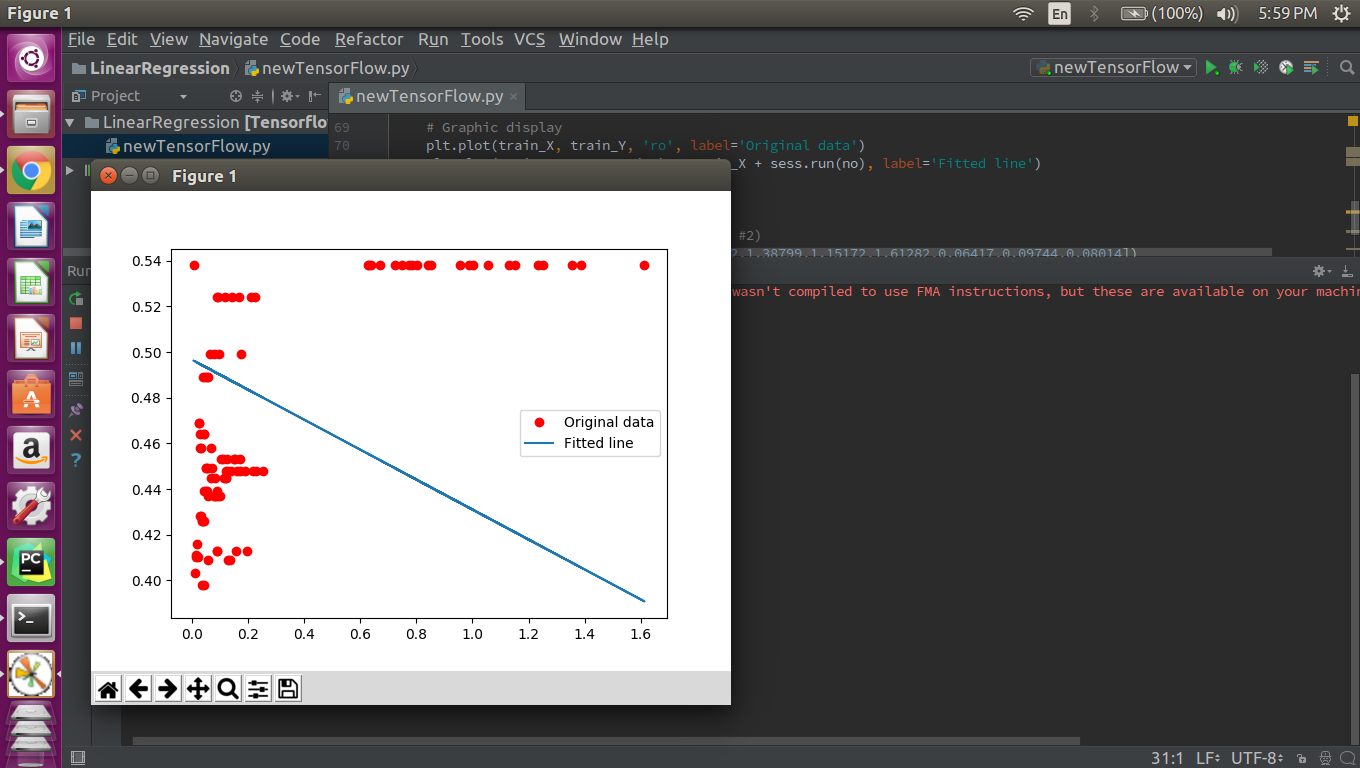 Figure 1
En
(100%)
5:59 PM
File Edit View Navigate Code Refactor Run Tools VCS Window Help
LinearRegression newTensorFlow.py
newTensorFlow
Project
newTensorFlow.py
LinearRegression [Tensorflo
newTensorFlow.py
69 # Graphic display
70 plt.plot(train_X, train_Y, 'ro', label='Original data')
_X + sess.run(no), label='Fitted line')
Figure 1
#2)
2,1.38799,1.15172,1.61282,0.06417,0.09744,0.08014])
Run
wasn't compiled to use FMA instructions, but these are available on your machin
0.54
0.52
0.50
0.48
0.46
0.44
0.42
0.40
Original data
Fitted line
0.0 0.2 0.4 0.6 0.8 1.0 1.2 1.4 1.6
PC
31:1 LF UTF-8